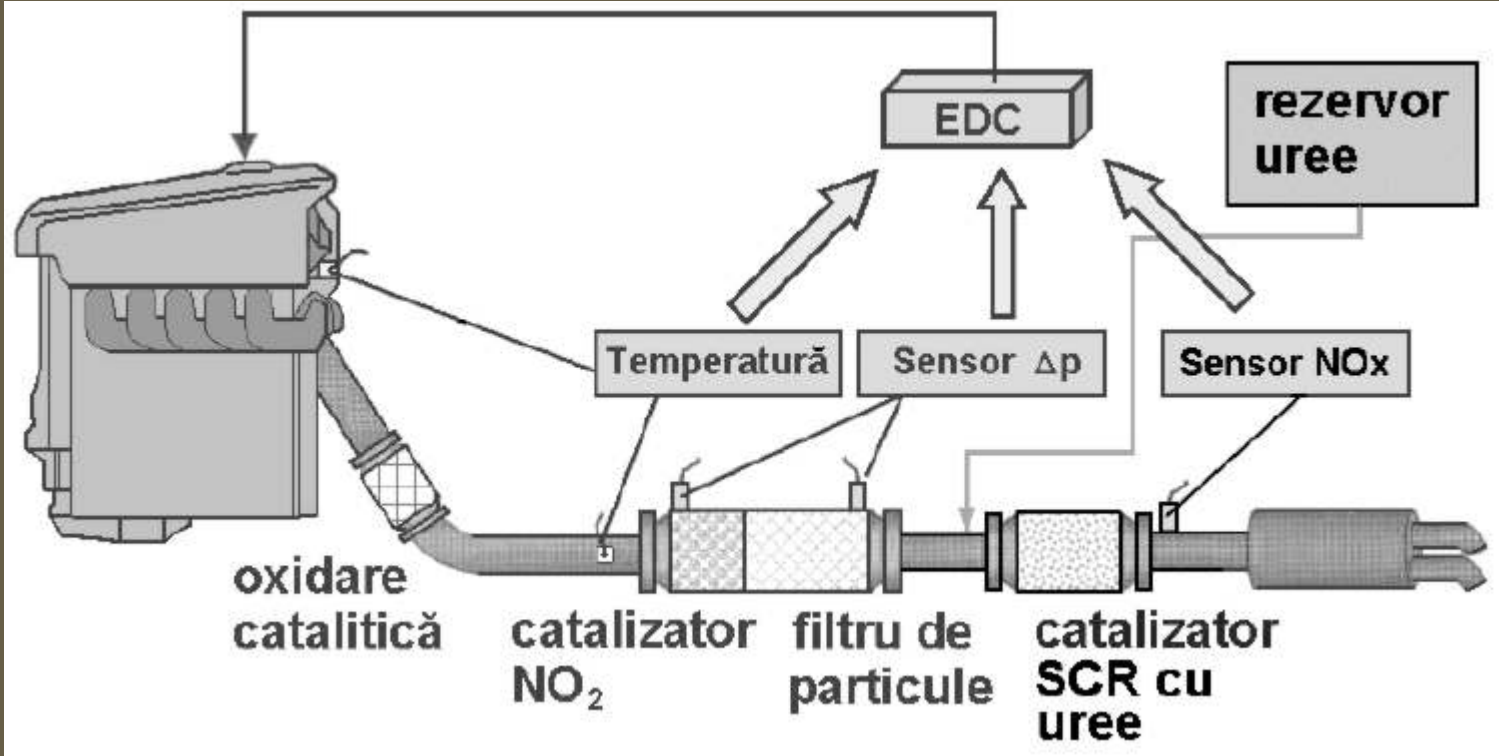 EDC
rezervor
uree
Temperatură
Sensor Δp
Sensor NOx
oxidare
catalitică
catalizator
NO₂
filtru de
particule
catalizator
SCR cu
uree